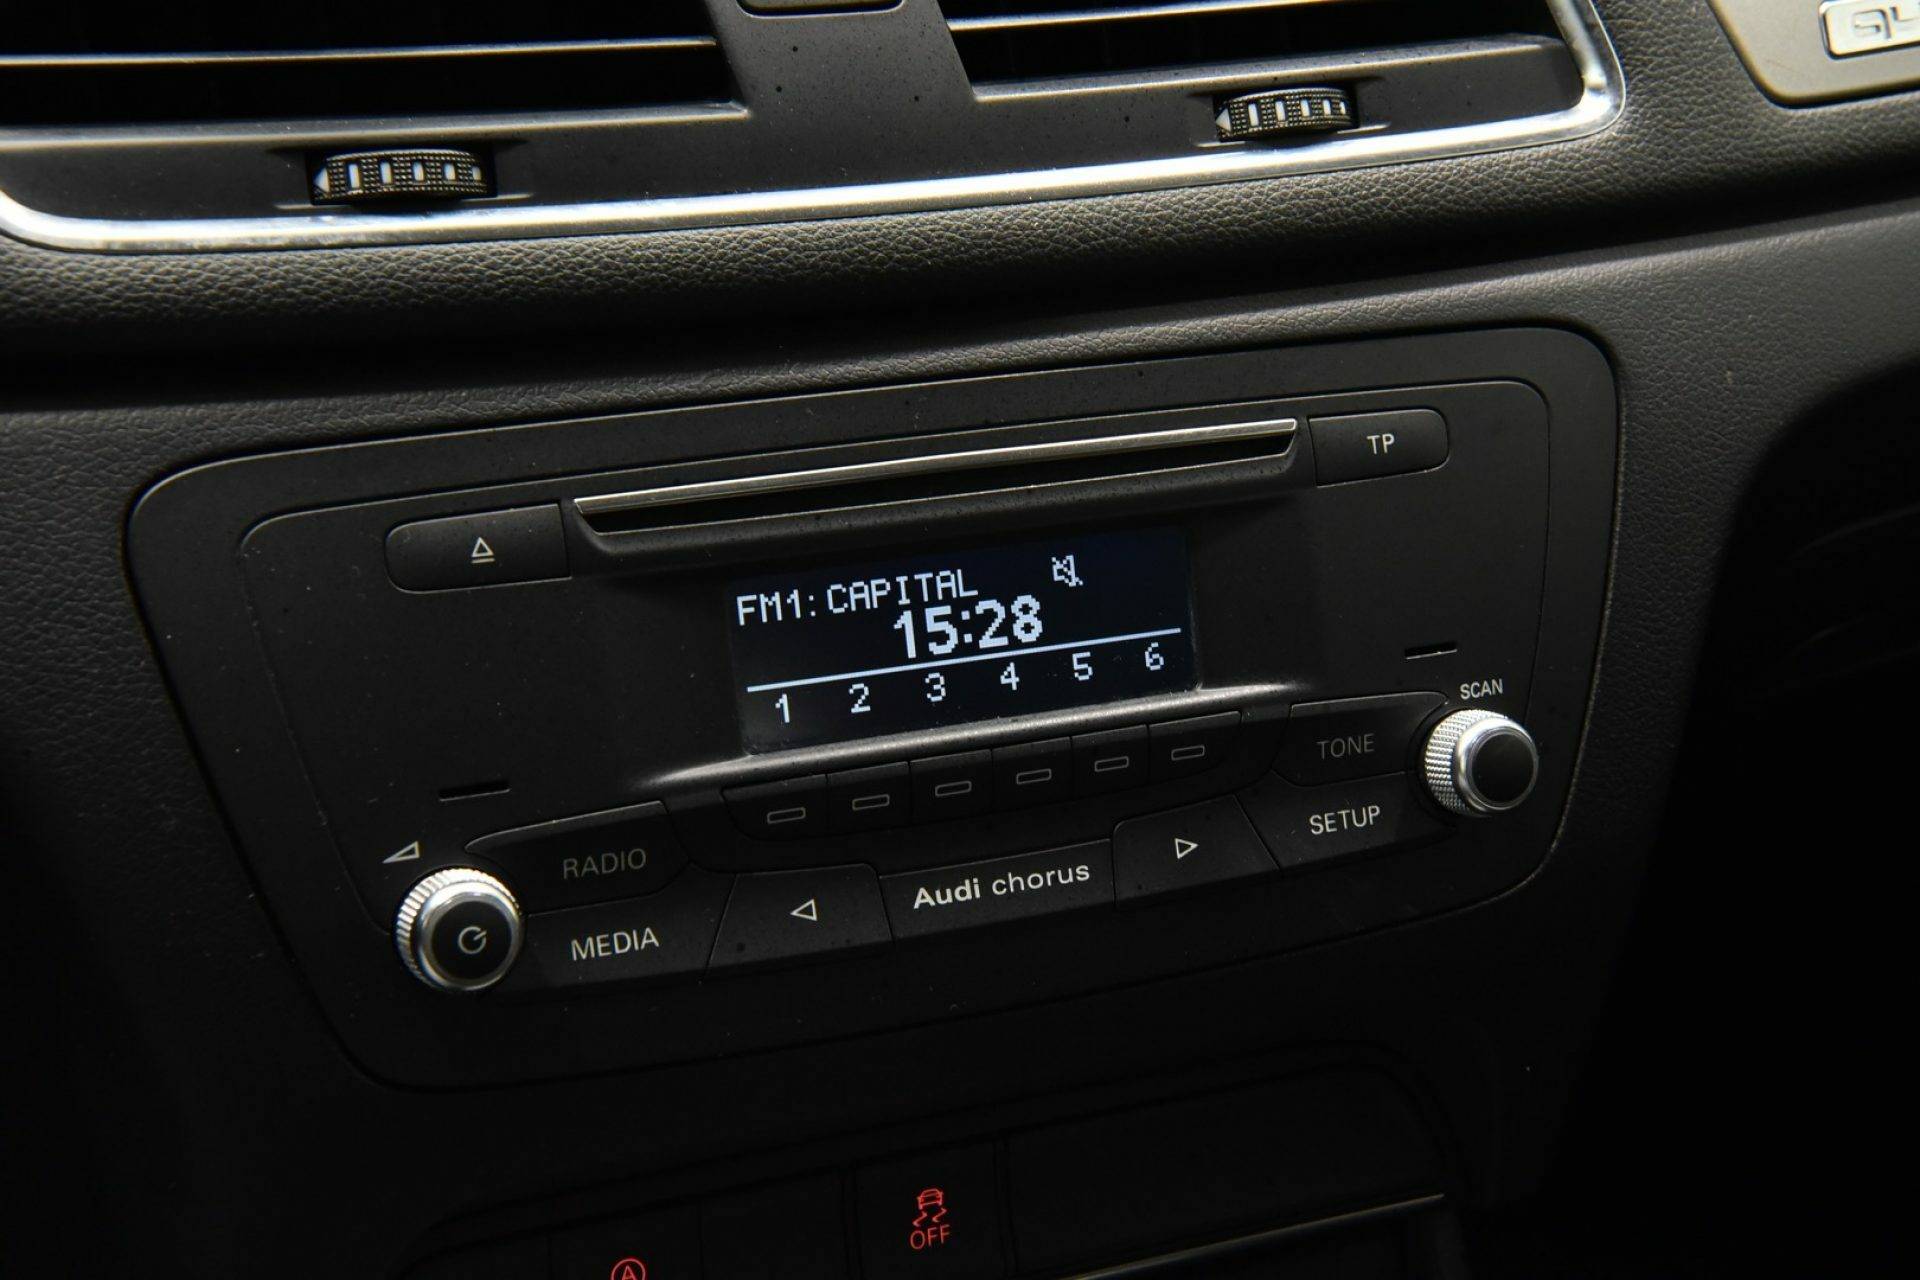 TP
FM1:CAPITAL
15:28
1 2 3 4 5 6
SCAN
TONE
RADIO
SETUP
Audi chorus
MEDIA
OFF
A